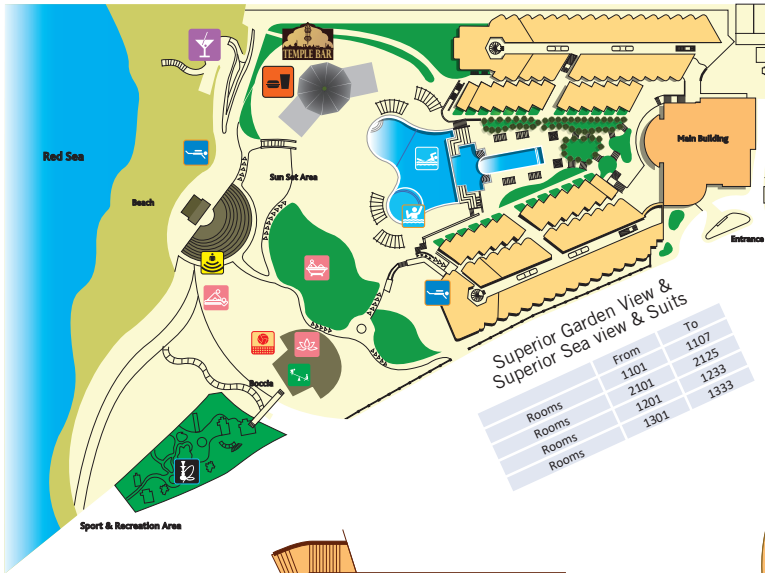 TEMPLE BAR
Red Sea
Main Building
Sun Set Area
Beach
Entrance
Superior Garden View &
Superior Sea view & Suits
From To
Rooms 1101 1107
Rooms 2101 2125
Rooms 1201 1233
Rooms 1301 1333
Boccia
Sport & Recreation Area